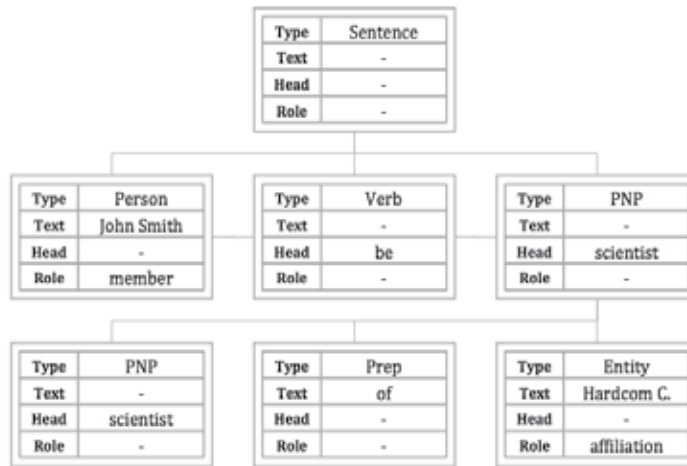 Type Sentence
Text -
Head -
Role -
Type Person
Text John Smith
Head -
Role member
Type Verb
Text -
Head be
Role -
Type PNP
Text -
Head scientist
Role -
Type PNP
Text -
Head scientist
Role -
Type Prep
Text of
Head -
Role -
Type Entity
Text Hardcom C.
Head -
Role affiliation